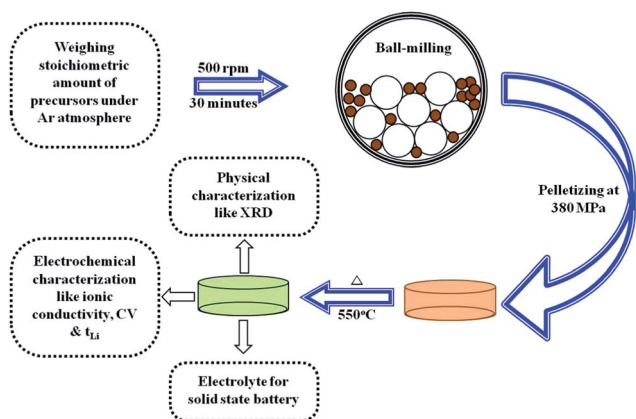 Weighing
stoichiometric
amount of
precursors under
Ar atmosphere
500 rpm
30 minutes
Ball-milling
Pelletizing at
380 MPa
△
550°C
Physical
characterization
like XRD
Electrochemical
characterization
like ionic
conductivity, CV
& tLi
Electrolyte for
solid state battery